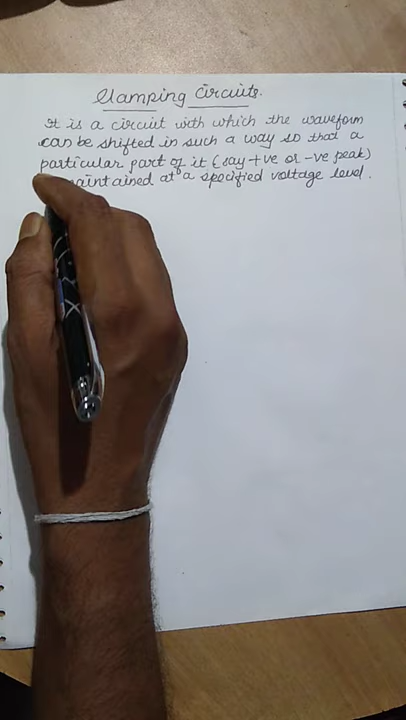 Clamping Circuits.
It is a circuit with which the waveform
can be shifted in such a way so that a
particular part of it (say +ve or -ve peak)
maintained at a specified voltage level.